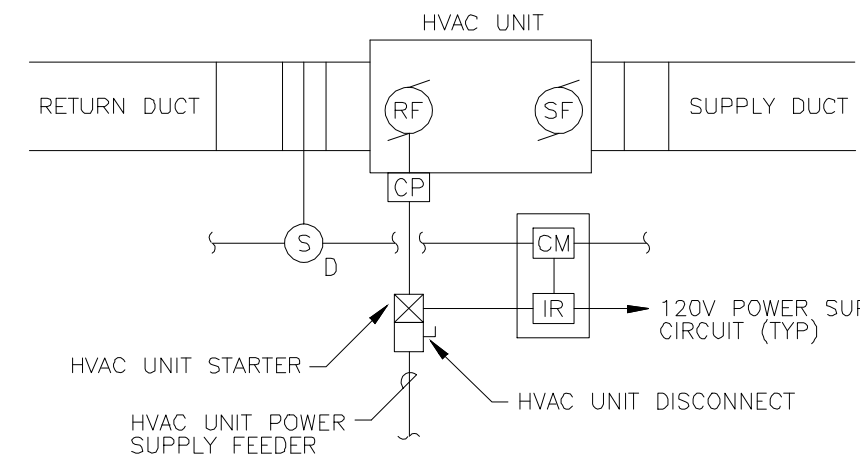 HVAC UNIT
RETURN DUCT
RF
SF
SUPPLY DUCT
CP
S
D
CM
IR
120V POWER SUP
CIRCUIT (TYP)
HVAC UNIT STARTER
HVAC UNIT DISCONNECT
HVAC UNIT POWER
SUPPLY FEEDER